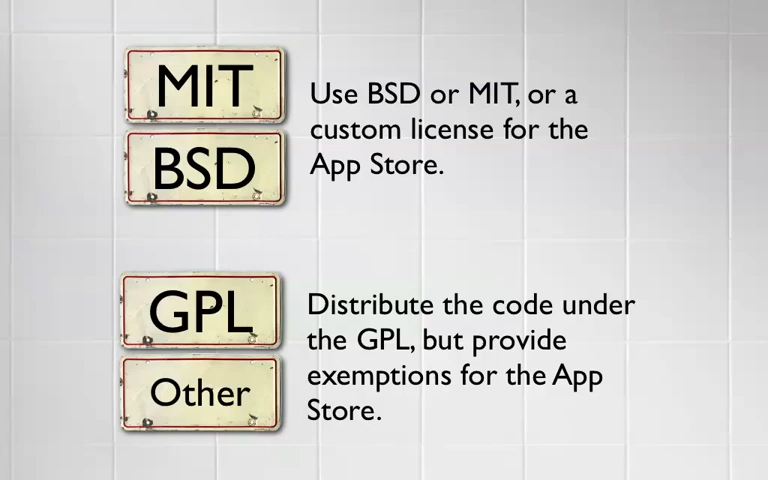 MIT
BSD
Use BSD or MIT, or a
custom license for the
App Store.
GPL
Other
Distribute the code under
the GPL, but provide
exemptions for the App
Store.